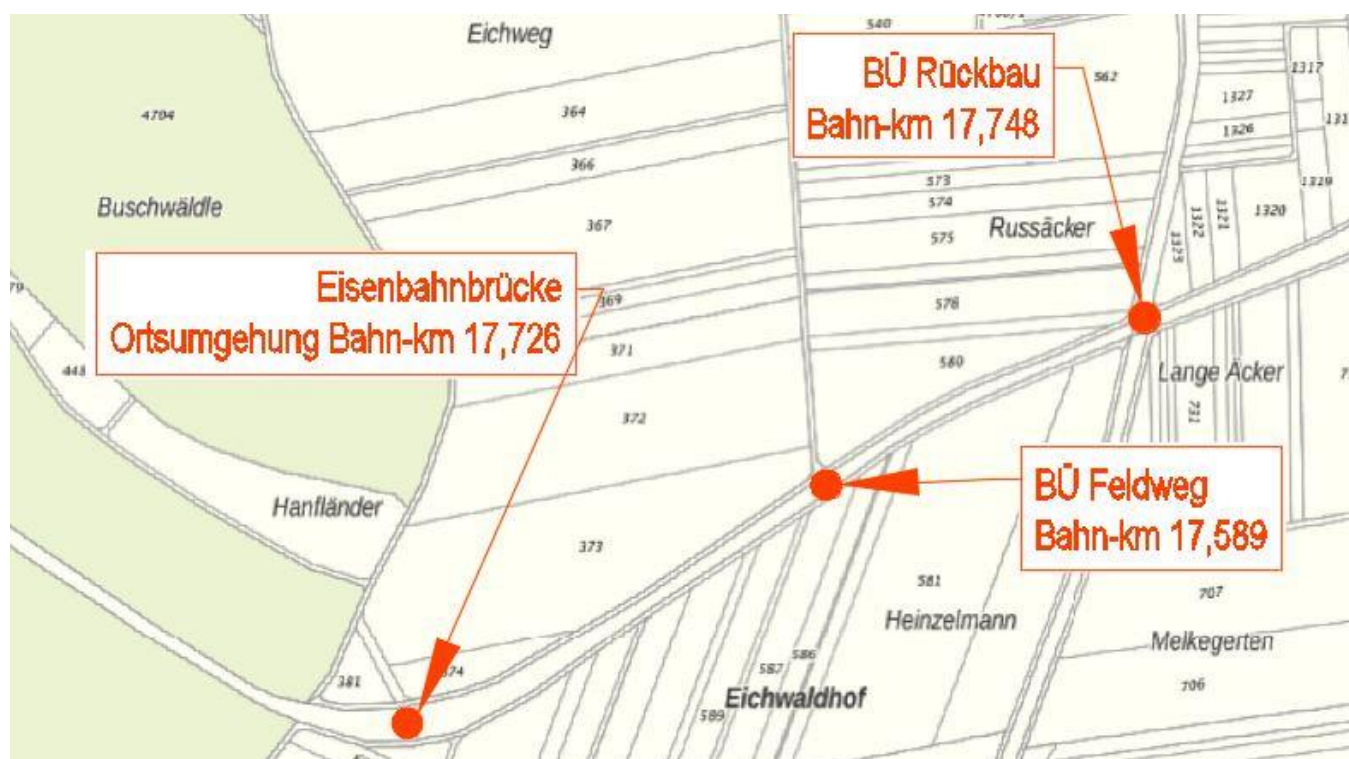 Eichweg
540
BÜ Rückbau
Bahn-km 17,748
562
1317
1327
1326
4704
364
366
573
574
1329
Buschwäldle
367
575
Russäcker
1322
1321
1320
1323
Eisenbahnbrücke
Ortsumgehung Bahn-km 17,726
369
578
371
580
Lange Äcker
443
372
731
BÜ Feldweg
Bahn-km 17,589
Hanfländer
373
581
707
Heinzelmann
Melkegerten
586
587
381
706
Eichwaldhof
589